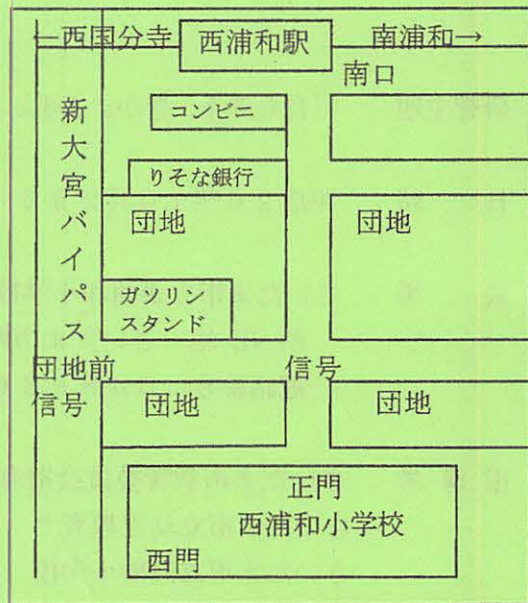 ←西国分寺
西浦和駅
南浦和→
南口
コンビニ
新大宮バイパス
りそな銀行
団地
団地
ガソリン
スタンド
団地前
信号
信号
団地
団地
正門
西浦和小学校
西門